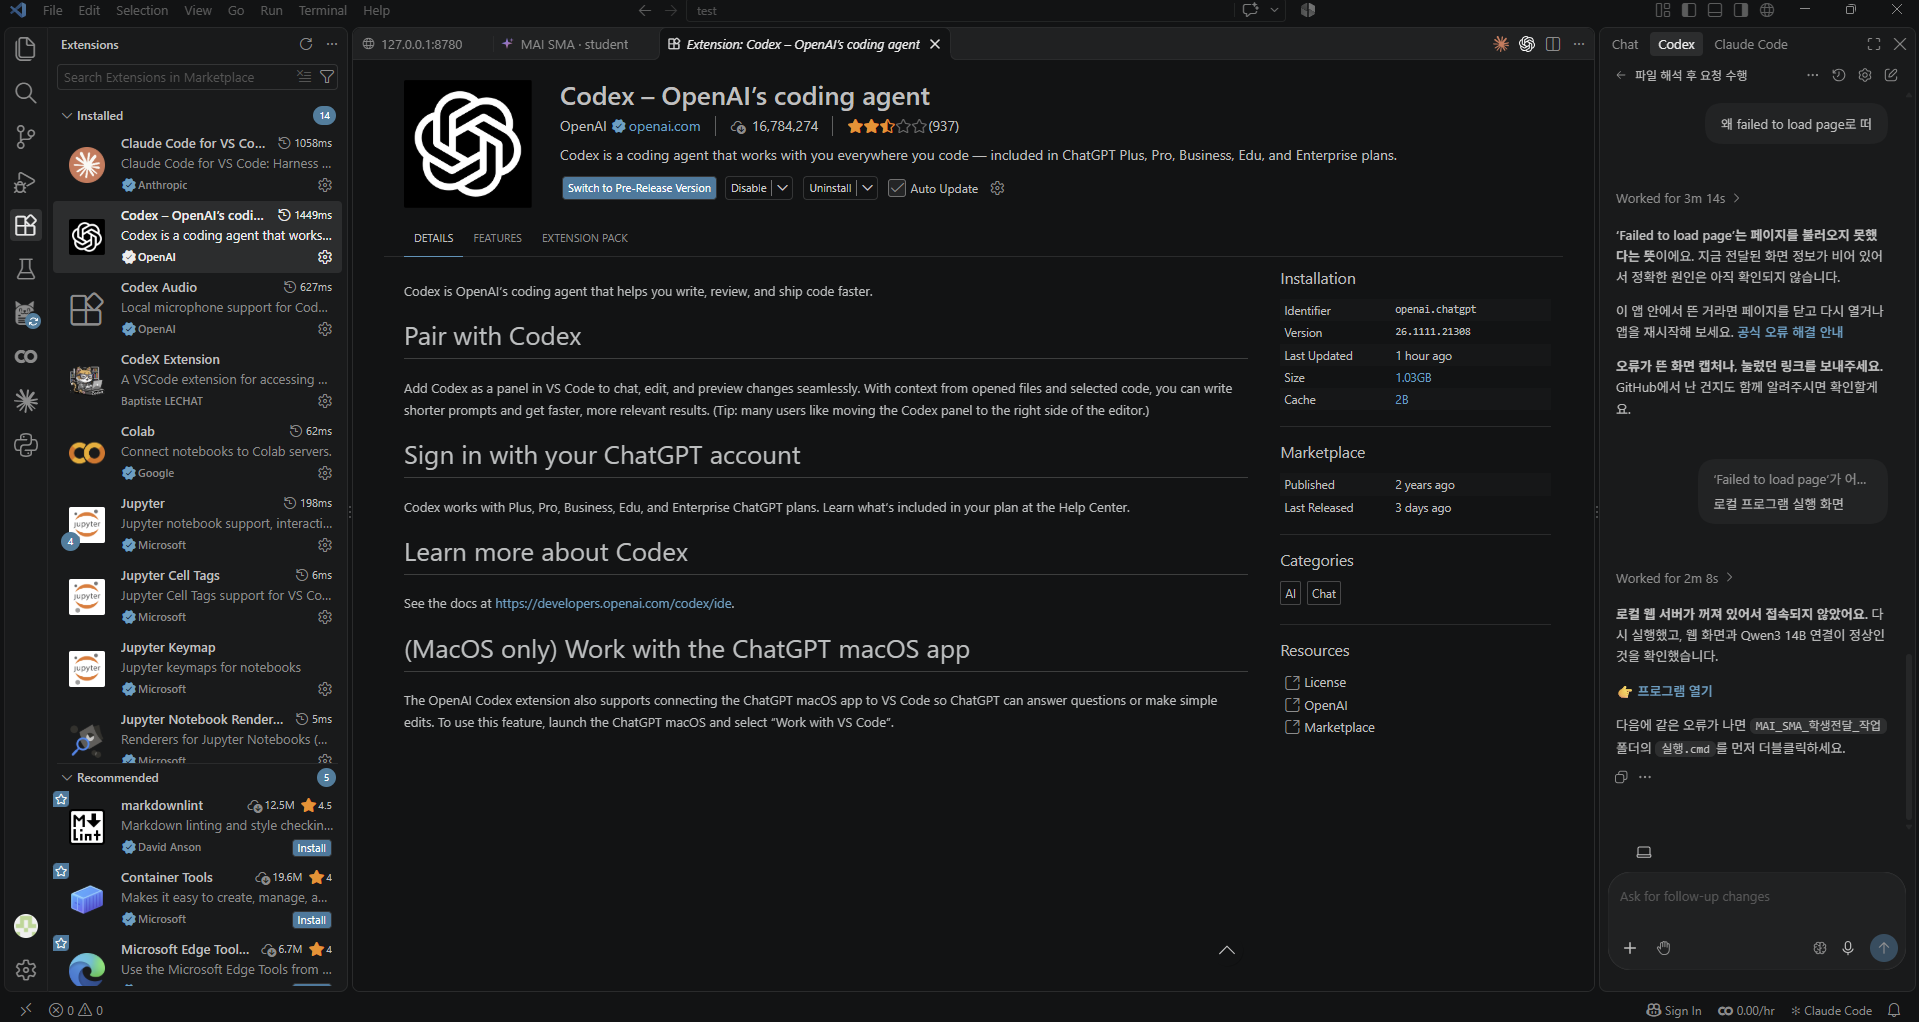 File Edit Selection View Go Run Terminal Help
test
Extensions
Search Extensions in Marketplace
Installed 14
Claude Code for VS Co... 1058ms
Claude Code for VS Code: Harness ...
Anthropic
Codex – OpenAI's codi... 1449ms
Codex is a coding agent that works...
OpenAI
Codex Audio 627ms
Local microphone support for Cod...
OpenAI
CodeX Extension
A VSCode extension for accessing ...
Baptiste LECHAT
Colab 62ms
Connect notebooks to Colab servers.
Google
Jupyter 198ms
Jupyter notebook support, interacti...
Microsoft
4
Jupyter Cell Tags 6ms
Jupyter Cell Tags support for VS Co...
Microsoft
Jupyter Keymap
Jupyter keymaps for notebooks
Microsoft
Jupyter Notebook Render... 5ms
Renderers for Jupyter Notebooks (...
Microsoft
Recommended 5
markdownlint 12.5M 4.5
Markdown linting and style checkin...
David Anson Install
Container Tools 19.6M 4
Makes it easy to create, manage, a...
Microsoft Install
Microsoft Edge Tool... 6.7M 4
Use the Microsoft Edge Tools from ...
127.0.0.1:8780 MAI SMA · student Extension: Codex – OpenAI's coding agent
Codex – OpenAI's coding agent
OpenAI openai.com 16,784,274 (937)
Codex is a coding agent that works with you everywhere you code — included in ChatGPT Plus, Pro, Business, Edu, and Enterprise plans.
Switch to Pre-Release Version Disable Uninstall Auto Update
DETAILS FEATURES EXTENSION PACK
Codex is OpenAI's coding agent that helps you write, review, and ship code faster.
Pair with Codex
Add Codex as a panel in VS Code to chat, edit, and preview changes seamlessly. With context from opened files and selected code, you can write
shorter prompts and get faster, more relevant results. (Tip: many users like moving the Codex panel to the right side of the editor.)
Sign in with your ChatGPT account
Codex works with Plus, Pro, Business, Edu, and Enterprise ChatGPT plans. Learn what's included in your plan at the Help Center.
Learn more about Codex
See the docs at https://developers.openai.com/codex/ide.
(MacOS only) Work with the ChatGPT macOS app
The OpenAI Codex extension also supports connecting the ChatGPT macOS app to VS Code so ChatGPT can answer questions or make simple
edits. To use this feature, launch the ChatGPT macOS and select “Work with VS Code”.
Installation
Identifier openai.chatgpt
Version 26.1111.21308
Last Updated 1 hour ago
Size 1.03GB
Cache 2B
Marketplace
Published 2 years ago
Last Released 3 days ago
Categories
AI Chat
Resources
License
OpenAI
Marketplace
Chat Codex Claude Code
파일 해석 후 요청 수행
왜 failed to load page로 떠
Worked for 3m 14s
‘Failed to load page’는 페이지를 불러오지 못했
다는 뜻이에요. 지금 전달된 화면 정보가 비어 있어
서 정확한 원인은 아직 확인되지 않습니다.
이 앱 안에서 뜬 거라면 페이지를 닫고 다시 열거나
앱을 재시작해 보세요. 공식 오류 해결 안내
오류가 뜬 화면 캡처나, 눌렀던 링크를 보내주세요.
GitHub에서 난 건지도 함께 알려주시면 확인할게
요.
‘Failed to load page’가 어...
로컬 프로그램 실행 화면
Worked for 2m 8s
로컬 웹 서버가 꺼져 있어서 접속되지 않았어요. 다
시 실행했고, 웹 화면과 Qwen3 14B 연결이 정상인
것을 확인했습니다.
👉 프로그램 열기
다음에 같은 오류가 나면 MAI_SMA_학생전달_작업
폴더의 실행.cmd 를 먼저 더블클릭하세요.
Ask for follow-up changes
0 0
Sign In 0.00/hr Claude Code